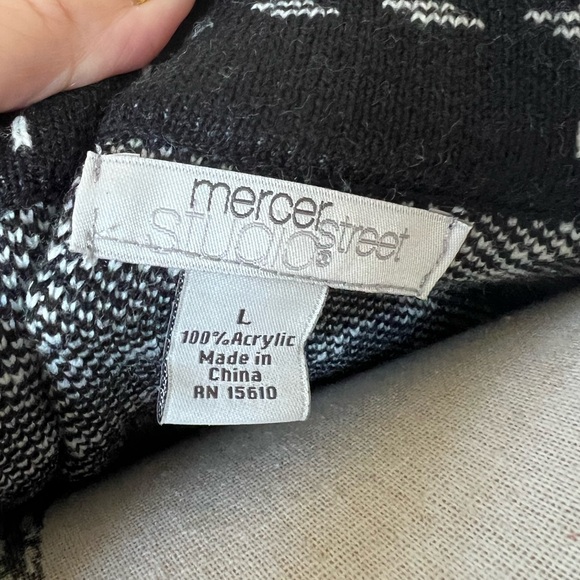 mercer street
studio®
L
100% Acrylic
Made in
China
RN 15610